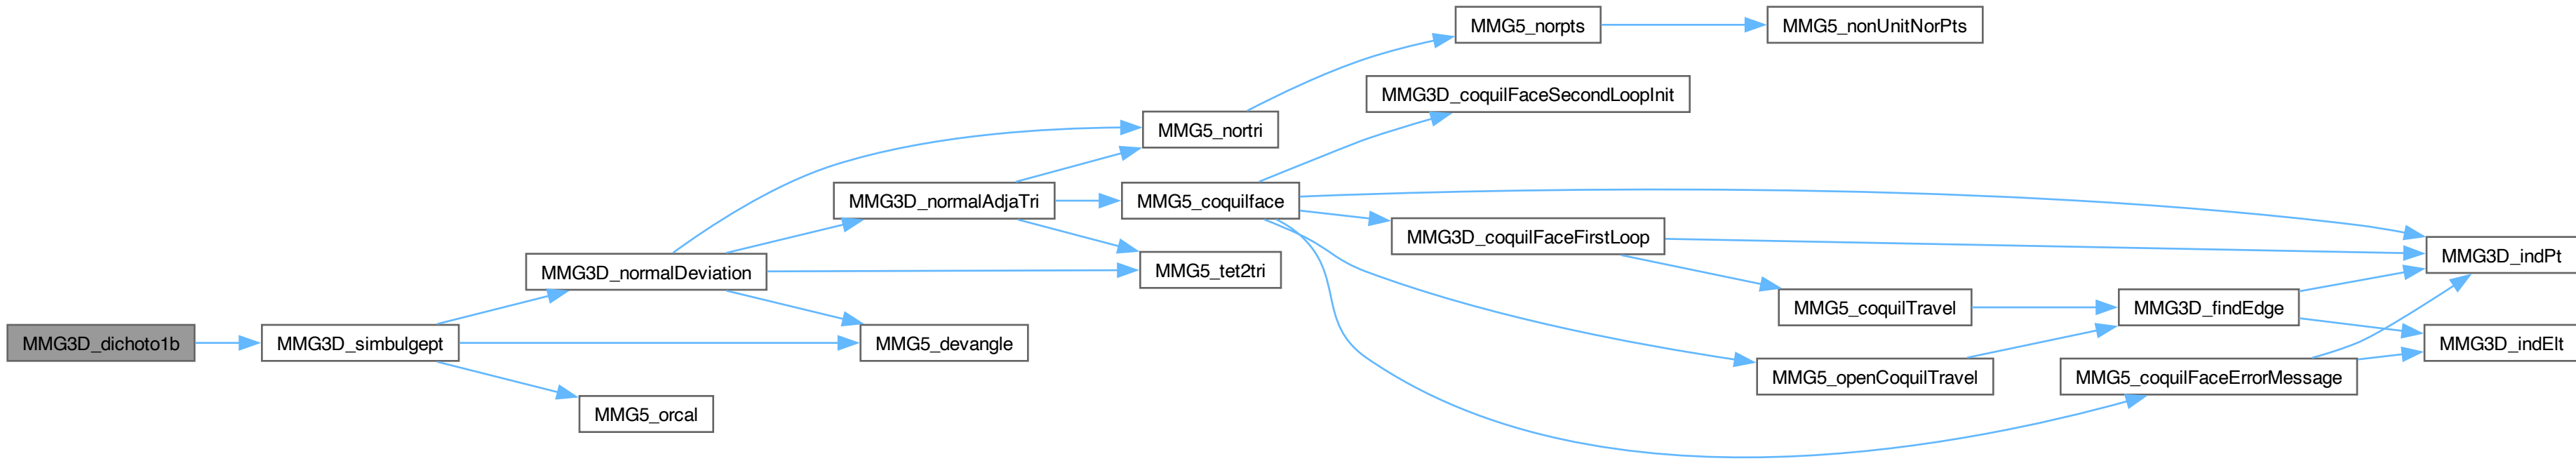 MMG3D_dichoto1b
MMG3D_simbulgept
MMG3D_normalDeviation
MMG5_orcal
MMG3D_normalAdjaTri
MMG5_devangle
MMG5_nortri
MMG5_coquilface
MMG5_tet2tri
MMG5_norpts
MMG5_nonUnitNorPts
MMG3D_coquilFaceSecondLoopInit
MMG3D_coquilFaceFirstLoop
MMG5_coquilTravel
MMG5_openCoquilTravel
MMG3D_findEdge
MMG5_coquilFaceErrorMessage
MMG3D_indPt
MMG3D_indElt